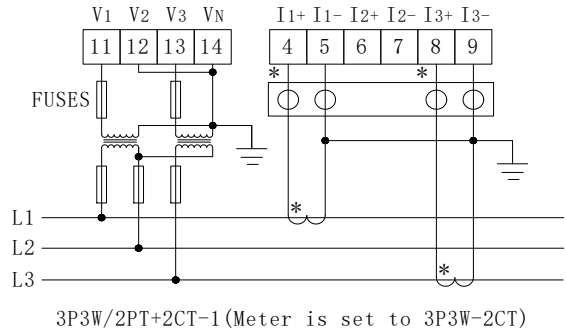 V1 V2 V3 VN I1+ I1- I2+ I2- I3+ I3-
11 12 13 14 4 5 6 7 8 9
* *
FUSES
*
L1
L2
*
L3
3P3W/2PT+2CT-1(Meter is set to 3P3W-2CT)